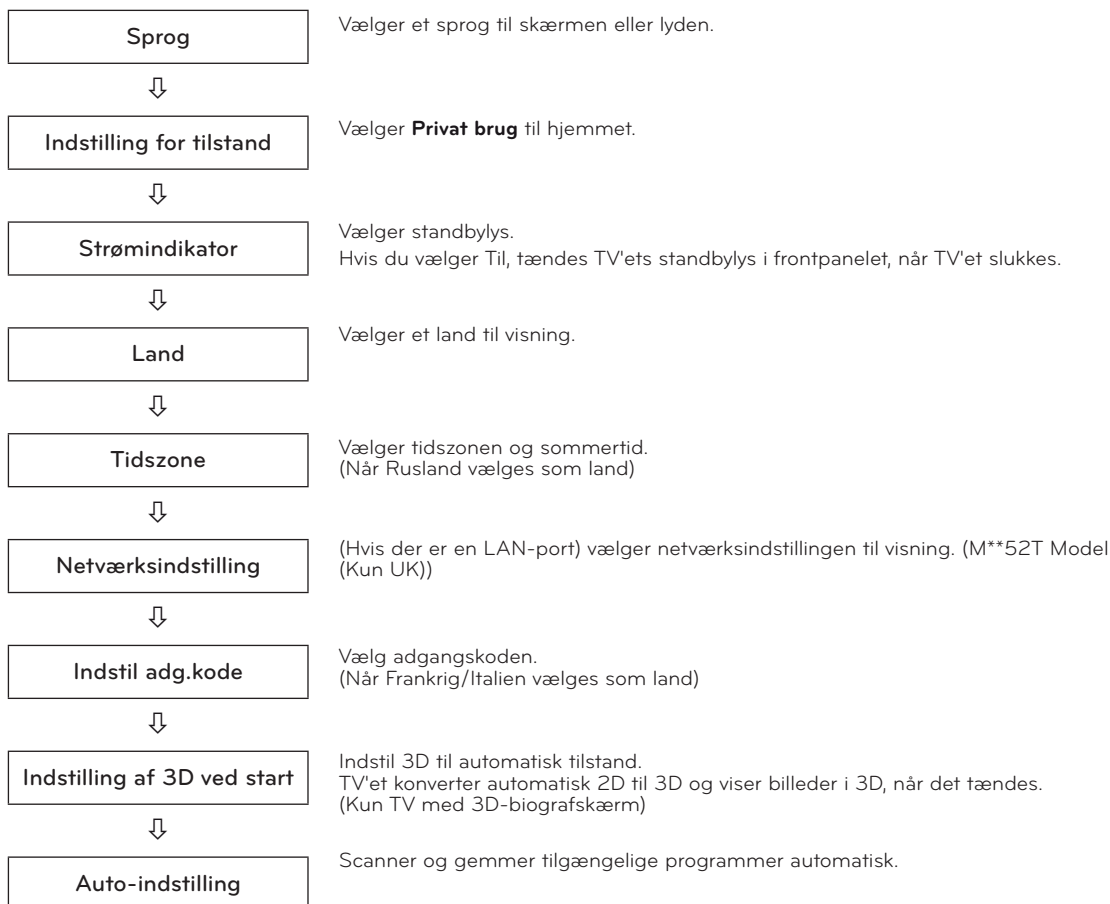 Sprog
Vælger et sprog til skærmen eller lyden.
Indstilling for tilstand
Vælger Privat brug til hjemmet.
Strømindikator
Vælger standbylys.
Hvis du vælger Til, tændes TV'ets standbylys i frontpanelet, når TV'et slukkes.
Land
Vælger et land til visning.
Tidszone
Vælger tidszonen og sommertid.
(Når Rusland vælges som land)
Netværksindstilling
(Hvis der er en LAN-port) vælger netværksindstillingen til visning. (M**52T Model
(Kun UK))
Indstil adg.kode
Vælg adgangskoden.
(Når Frankrig/Italien vælges som land)
Indstilling af 3D ved start
Indstil 3D til automatisk tilstand.
TV'et konverter automatisk 2D til 3D og viser billeder i 3D, når det tændes.
(Kun TV med 3D-biografskærm)
Auto-indstilling
Scanner og gemmer tilgængelige programmer automatisk.